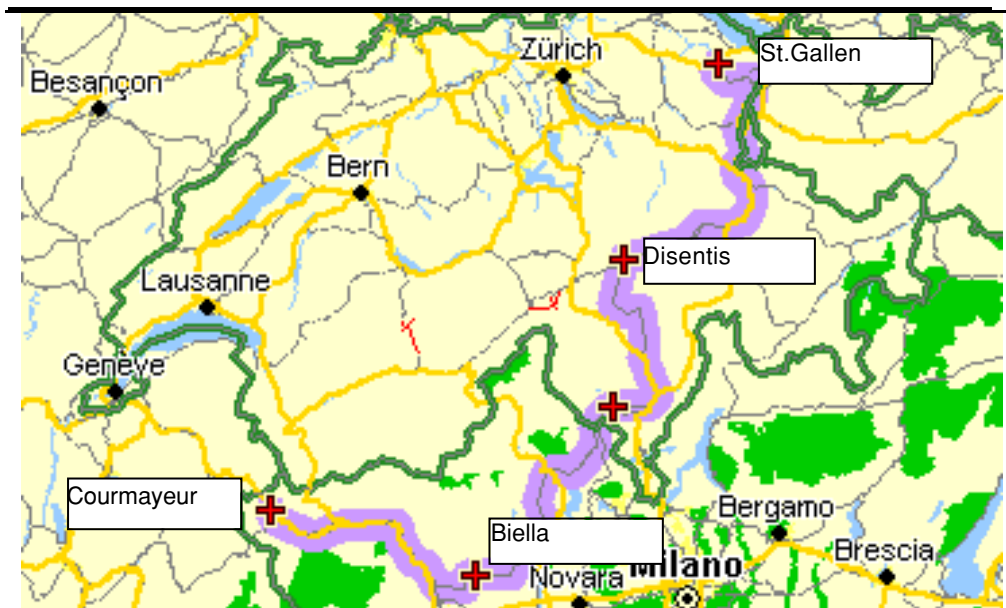 St.Gallen
Zürich
Besançon
Bern
Disentis
Lausanne
Genève
Courmayeur
Biella
Bergamo
Brescia
Milano
Novara